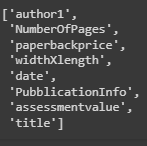 ['author1',
'NumberOfPages',
'paperbackprice',
'widthXlength',
'date',
'PubblicationInfo',
'assessmentvalue',
'title']